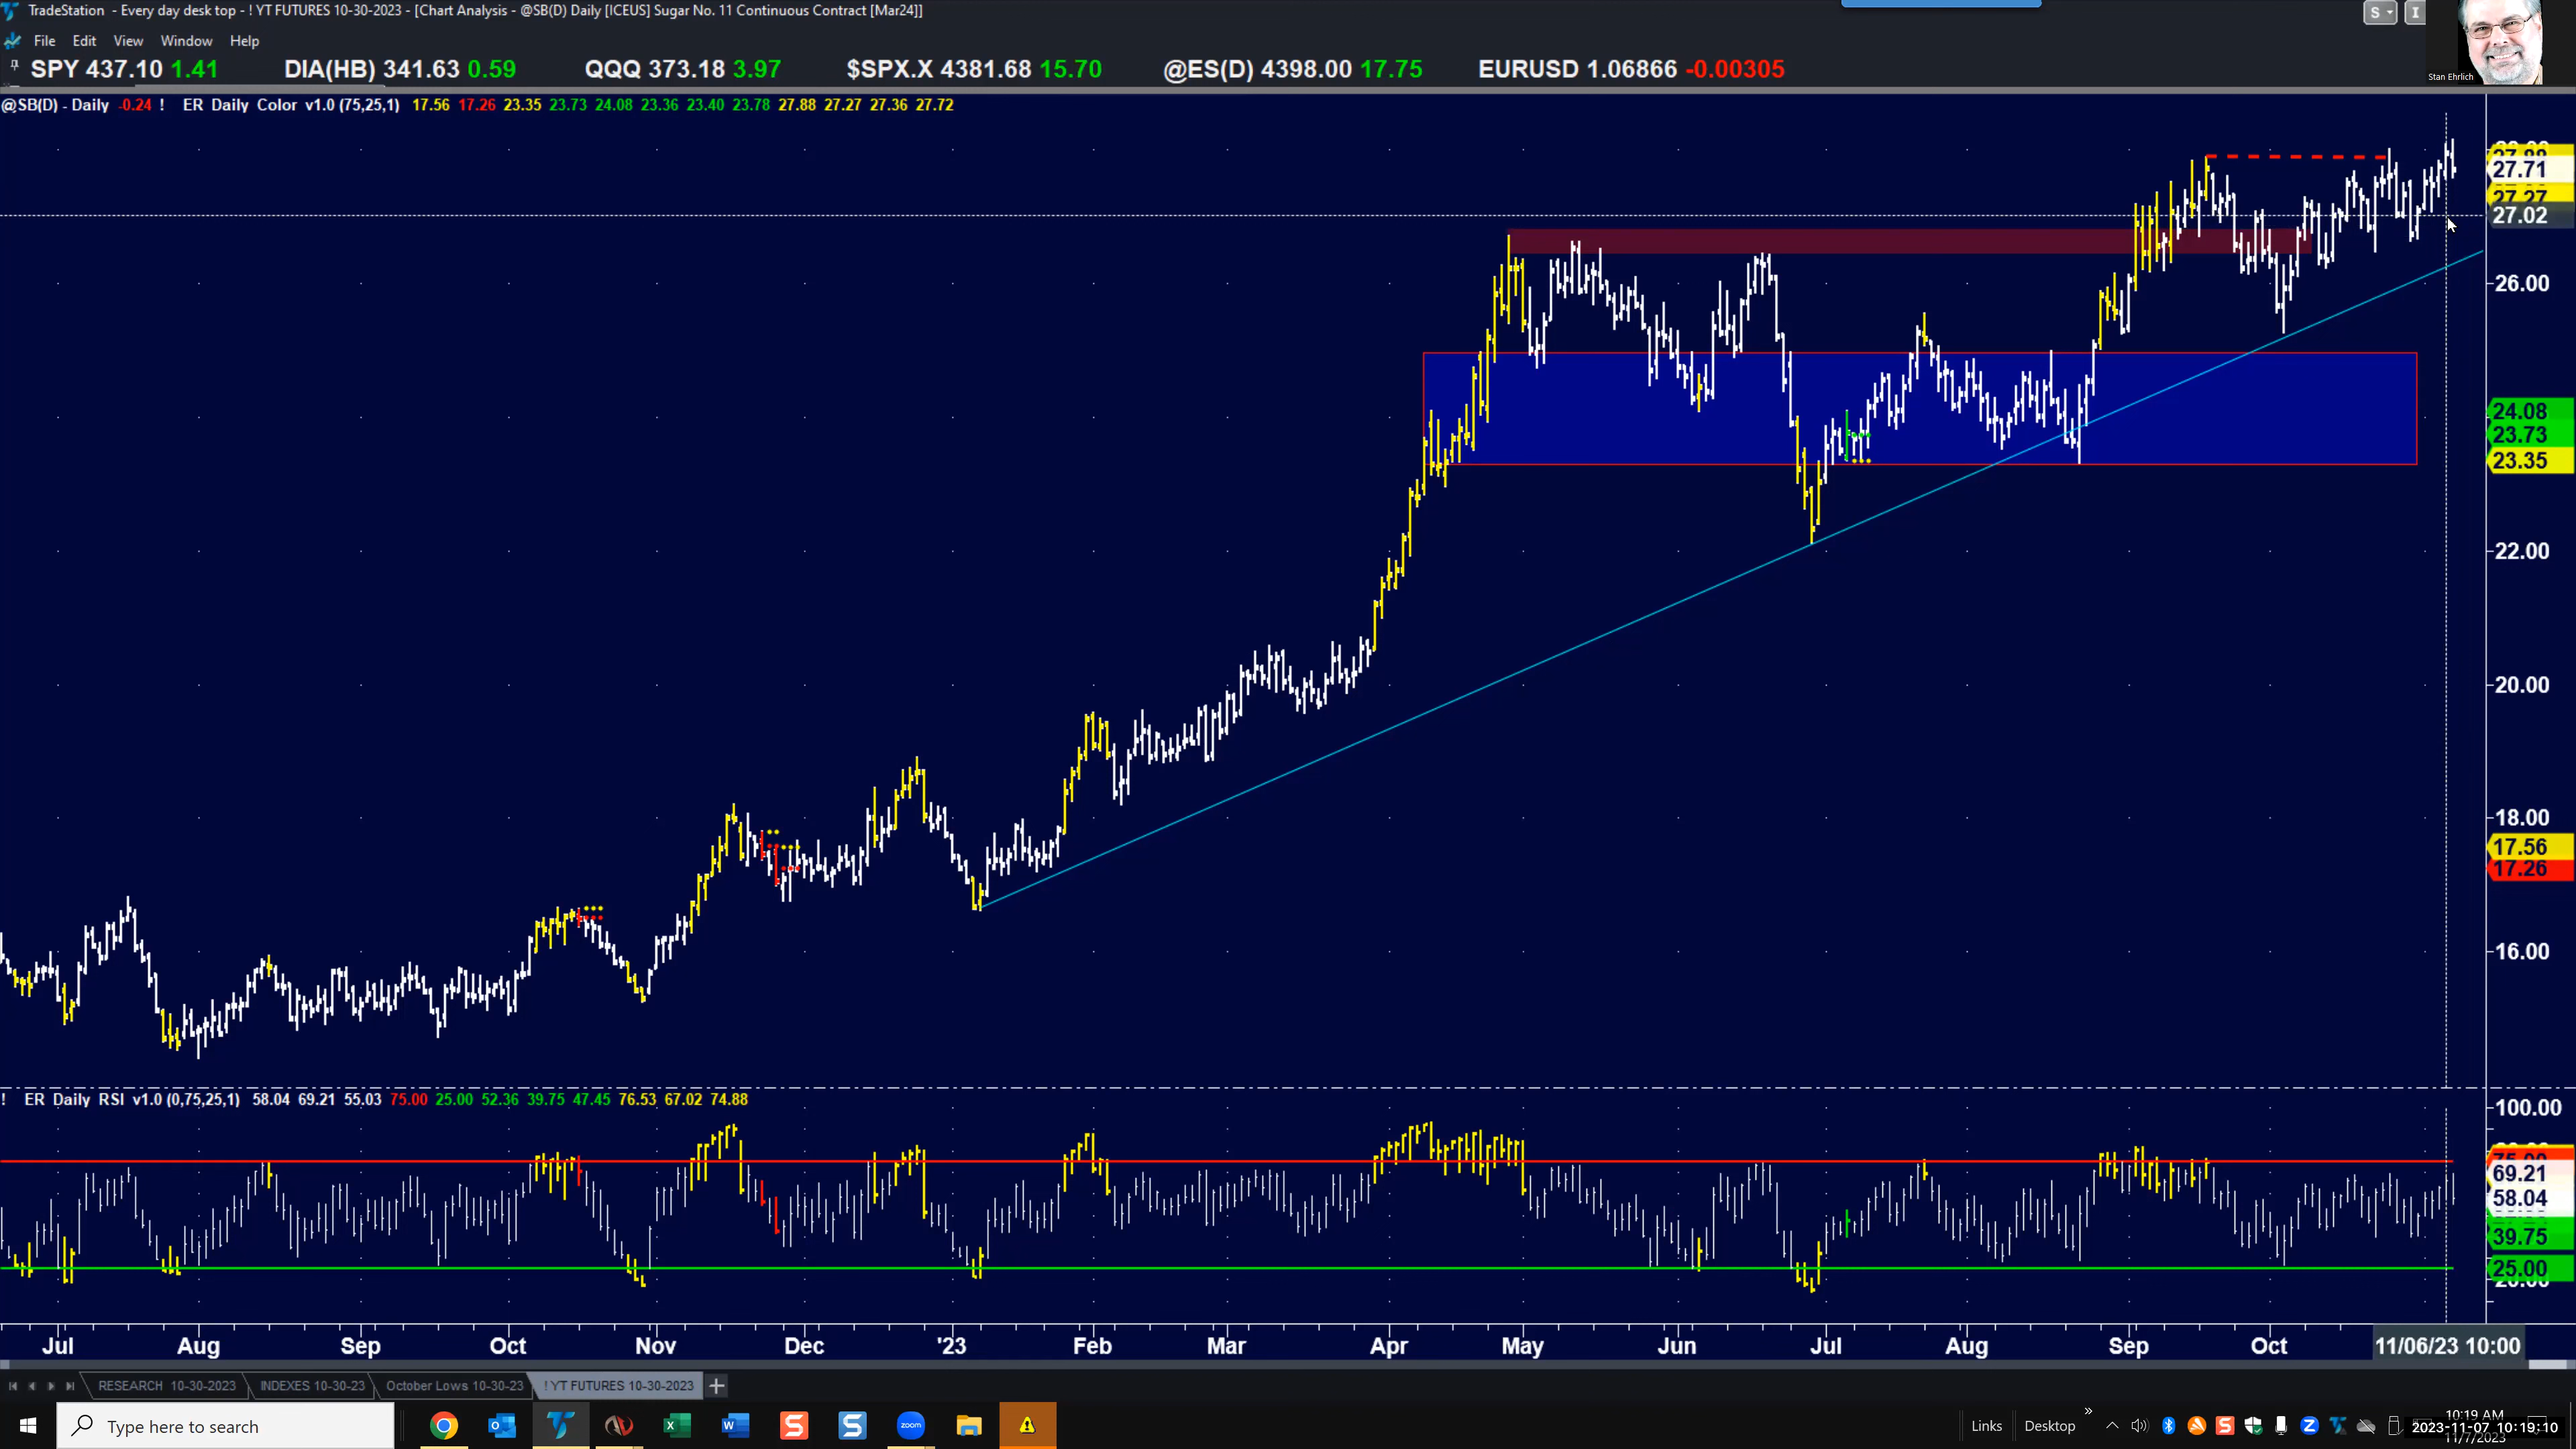 TradeStation - Every day desk top - ! YT FUTURES 10-30-2023 - [Chart Analysis - @SB(D) Daily [ICEUS] Sugar No. 11 Continuous Contract [Mar24]]
S
I
File Edit View Window Help
SPY 437.10 1.41 DIA(HB) 341.63 0.59 QQQ 373.18 3.97 $SPX.X 4381.68 15.70 @ES(D) 4398.00 17.75 EURUSD 1.06866 -0.00305
Stan Ehrlich
@SB(D) - Daily -0.24 ! ER Daily Color v1.0 (75,25,1) 17.56 17.26 23.35 23.73 24.08 23.36 23.40 23.78 27.88 27.27 27.36 27.72
27.88
27.71
27.27
27.02
26.00
24.08
23.73
23.35
22.00
20.00
18.00
17.56
17.26
16.00
! ER Daily RSI v1.0 (0,75,25,1) 58.04 69.21 55.03 75.00 25.00 52.36 39.75 47.45 76.53 67.02 74.88
100.00
75.00
69.21
58.04
39.75
25.00
Jul Aug Sep Oct Nov Dec '23 Feb Mar Apr May Jun Jul Aug Sep Oct 11/06/23 10:00
RESEARCH 10-30-2023 INDEXES 10-30-23 October Lows 10-30-23 ! YT FUTURES 10-30-2023 +
Type here to search
zoom
Links Desktop
10:19 AM
2023-11-07 10:19:10
11/7/2023